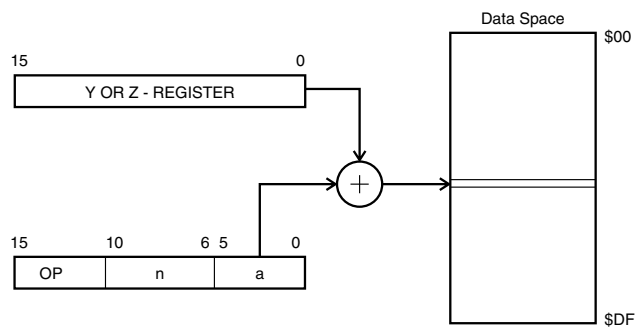 Data Space
$00
15 0
Y OR Z - REGISTER
+
15 10 6 5 0
OP n a
$DF